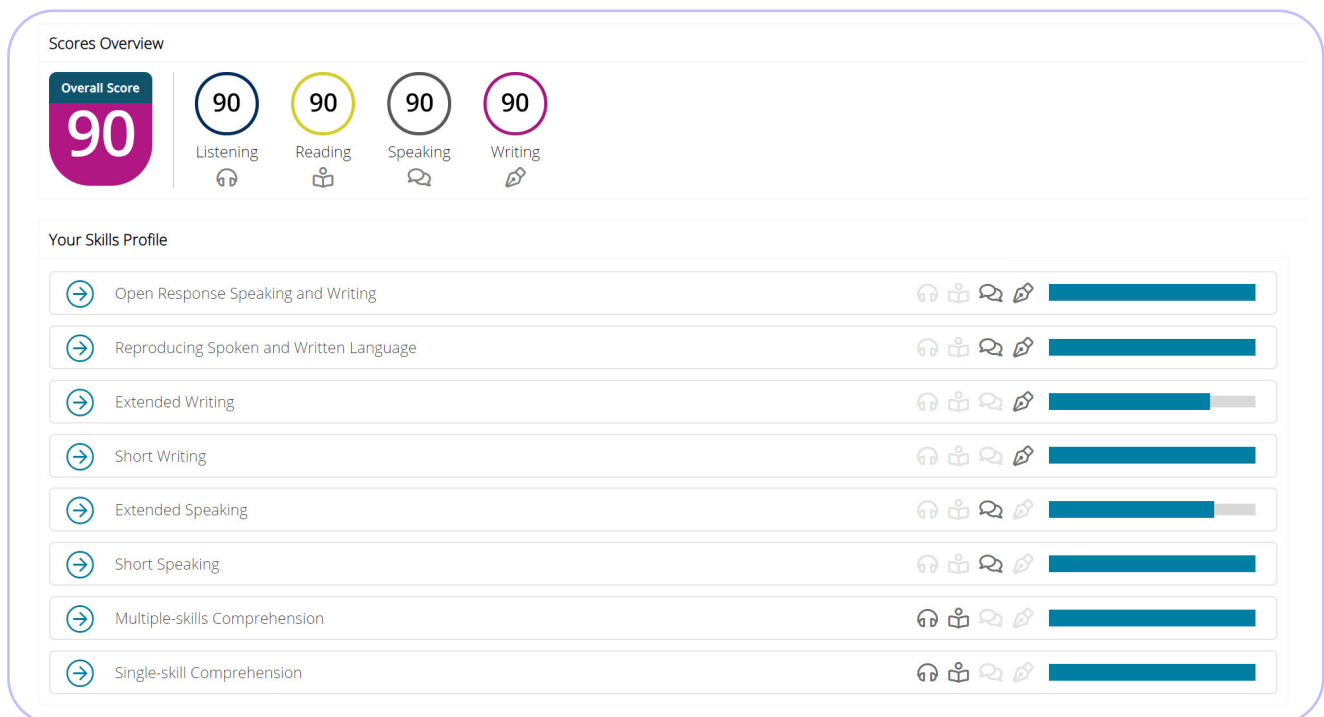 Scores Overview
Overall Score
90
90
Listening
90
Reading
90
Speaking
90
Writing
Your Skills Profile
Open Response Speaking and Writing
Reproducing Spoken and Written Language
Extended Writing
Short Writing
Extended Speaking
Short Speaking
Multiple-skills Comprehension
Single-skill Comprehension